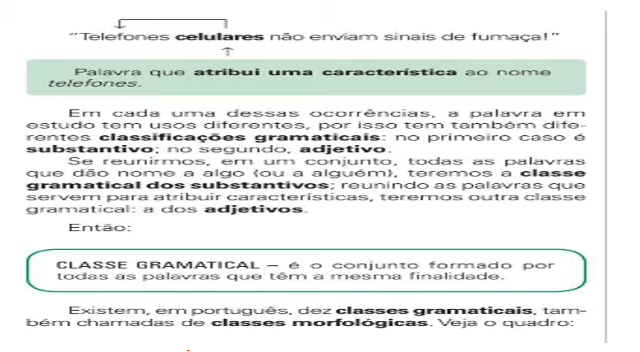 “Telefones celulares não enviam sinais de fumaça!”
Palavra que atribui uma característica ao nome
telefones.
Em cada uma dessas ocorrências, a palavra em
estudo tem usos diferentes, por isso tem também dife-
rentes classificações gramaticais: no primeiro caso é
substantivo; no segundo, adjetivo.
Se reunirmos, em um conjunto, todas as palavras
que dão nome a algo (ou a alguém), teremos a classe
gramatical dos substantivos; reunindo as palavras que
servem para atribuir características, teremos outra classe
gramatical: a dos adjetivos.
Então:
CLASSE GRAMATICAL – é o conjunto formado por
todas as palavras que têm a mesma finalidade.
Existem, em português, dez classes gramaticais, tam-
bém chamadas de classes morfológicas. Veja o quadro: